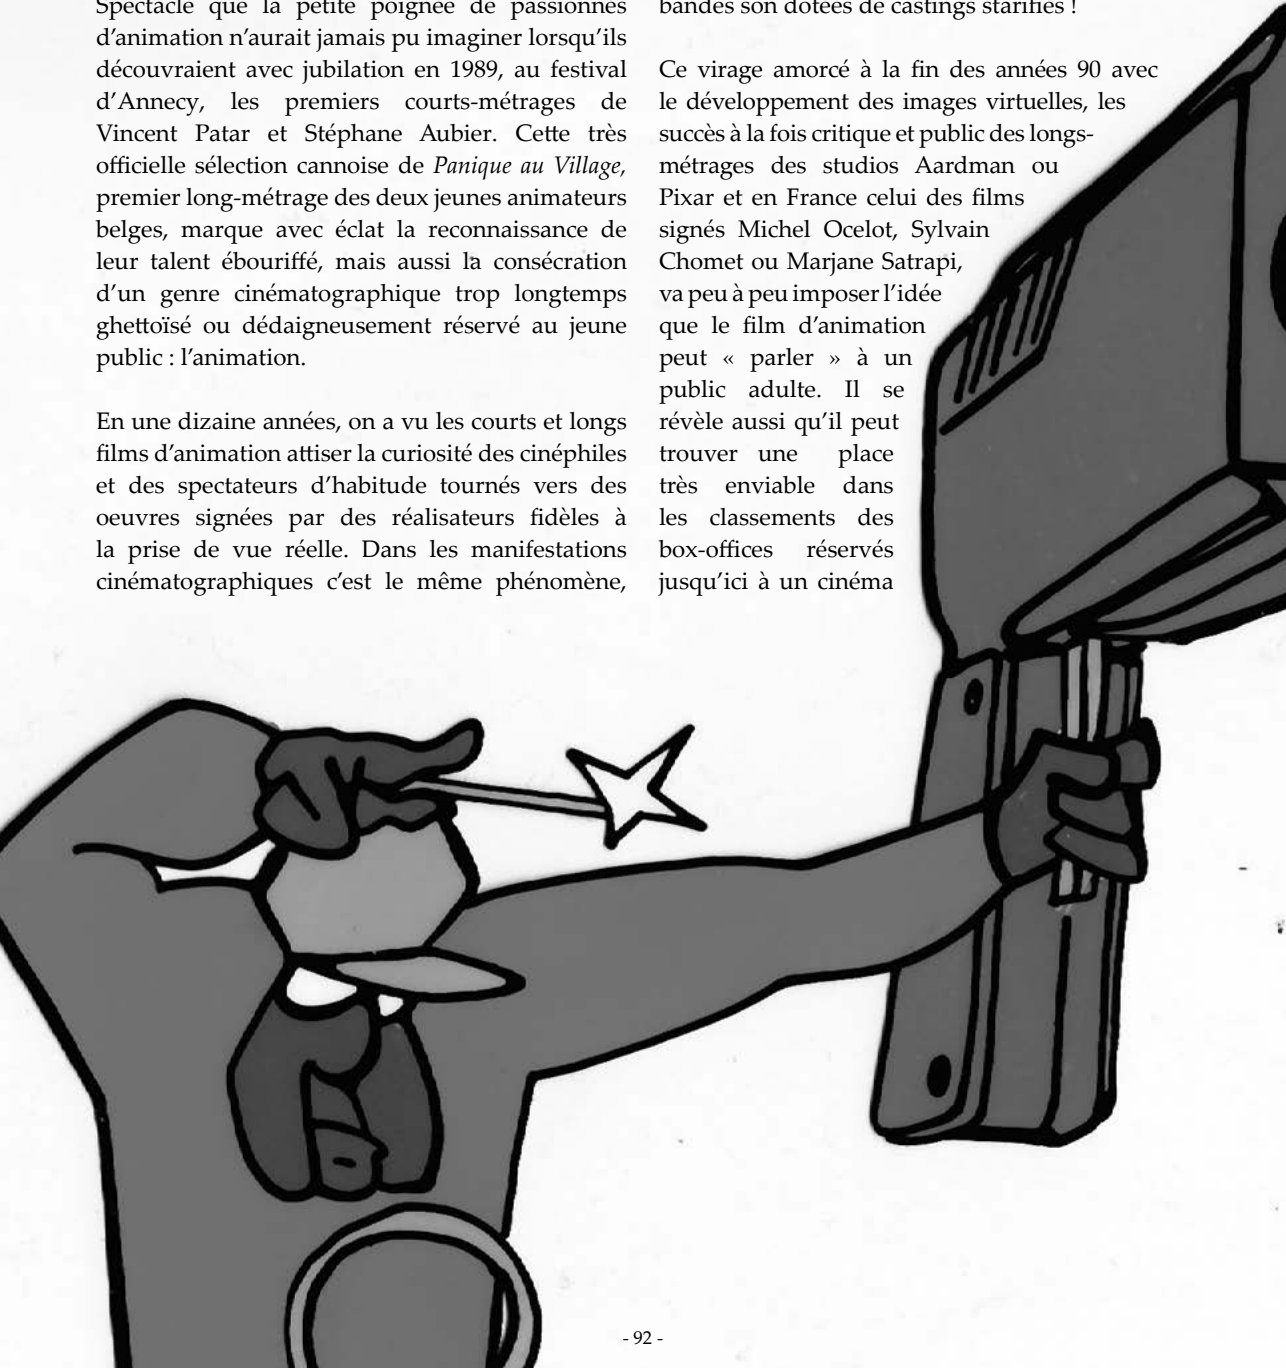 Spectacle que la petite poignée de passionnés
d’animation n’aurait jamais pu imaginer lorsqu’ils
découvraient avec jubilation en 1989, au festival
d’Annecy, les premiers courts-métrages de
Vincent Patar et Stéphane Aubier. Cette très
officielle sélection cannoise de Panique au Village,
premier long-métrage des deux jeunes animateurs
belges, marque avec éclat la reconnaissance de
leur talent ébouriffé, mais aussi la consécration
d’un genre cinématographique trop longtemps
ghettoïsé ou dédaigneusement réservé au jeune
public : l’animation.
En une dizaine années, on a vu les courts et longs
films d’animation attiser la curiosité des cinéphiles
et des spectateurs d’habitude tournés vers des
oeuvres signées par des réalisateurs fidèles à
la prise de vue réelle. Dans les manifestations
cinématographiques c’est le même phénomène,
bandes son dotées de castings starifiés !
Ce virage amorcé à la fin des années 90 avec
le développement des images virtuelles, les
succès à la fois critique et public des longs-
métrages des studios Aardman ou
Pixar et en France celui des films
signés Michel Ocelot, Sylvain
Chomet ou Marjane Satrapi,
va peu à peu imposer l’idée
que le film d’animation
peut « parler » à un
public adulte. Il se
révèle aussi qu’il peut
trouver une place
très enviable dans
les classements des
box-offices réservés
jusqu’ici à un cinéma
- 92 -